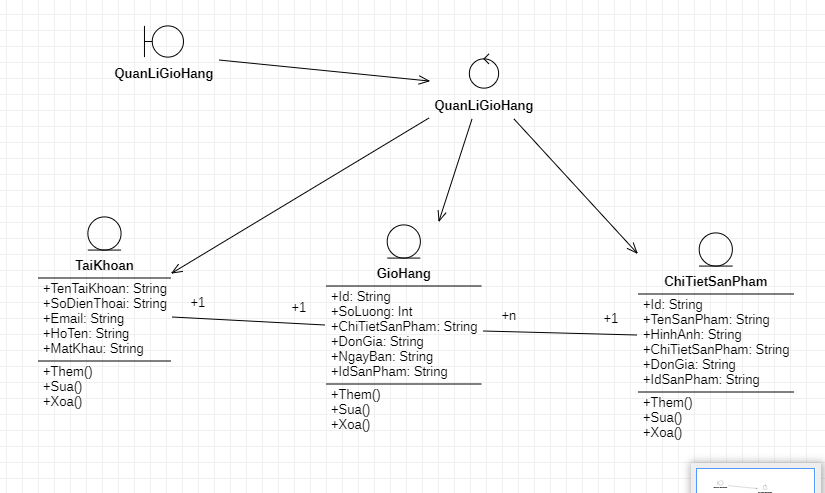 QuanLiGioHang
QuanLiGioHang
TaiKhoan
+TenTaiKhoan: String
+SoDienThoai: String
+Email: String
+HoTen: String
+MatKhau: String
+Them()
+Sua()
+Xoa()
+1
+1
GioHang
+Id: String
+SoLuong: Int
+ChiTietSanPham: String
+DonGia: String
+NgayBan: String
+IdSanPham: String
+Them()
+Sua()
+Xoa()
+n
+1
ChiTietSanPham
+Id: String
+TenSanPham: String
+HinhAnh: String
+ChiTietSanPham: String
+DonGia: String
+IdSanPham: String
+Them()
+Sua()
+Xoa()